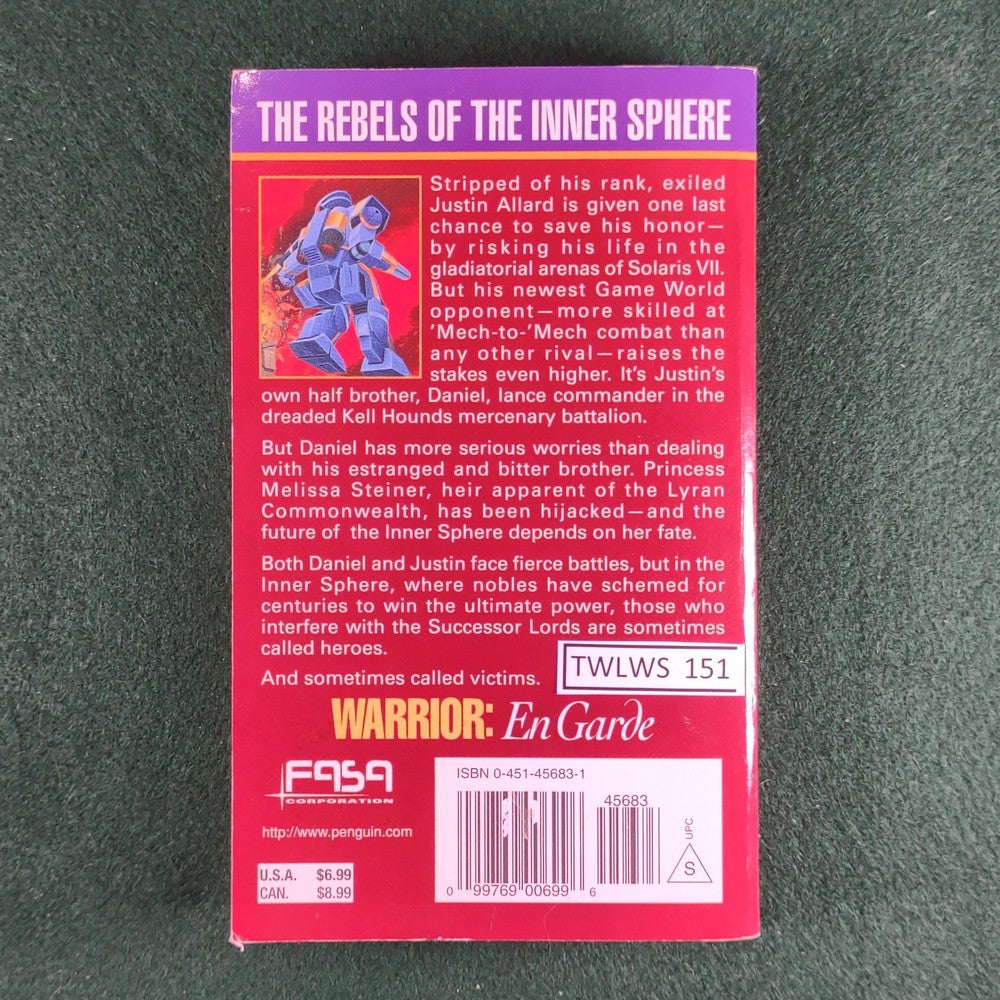 THE REBELS OF THE INNER SPHERE
Stripped of his rank, exiled
Justin Allard is given one last
chance to save his honor—
by risking his life in the
gladiatorial arenas of Solaris VII.
But his newest Game World
opponent—more skilled at
'Mech-to-'Mech combat than
any other rival—raises the
stakes even higher. It's Justin's
own half brother, Daniel, lance commander in the
dreaded Kell Hounds mercenary battalion.
But Daniel has more serious worries than dealing
with his estranged and bitter brother. Princess
Melissa Steiner, heir apparent of the Lyran
Commonwealth, has been hijacked—and the
future of the Inner Sphere depends on her fate.
Both Daniel and Justin face fierce battles, but in the
Inner Sphere, where nobles have schemed for
centuries to win the ultimate power, those who
interfere with the Successor Lords are sometimes
called heroes.
And sometimes called victims.
TWLWS 151
WARRIOR: En Garde
FASA
CORPORATION
http://www.penguin.com
U.S.A. $6.99
CAN. $8.99
ISBN 0-451-45683-1
45683
0 99769 00699 6
UPC
S